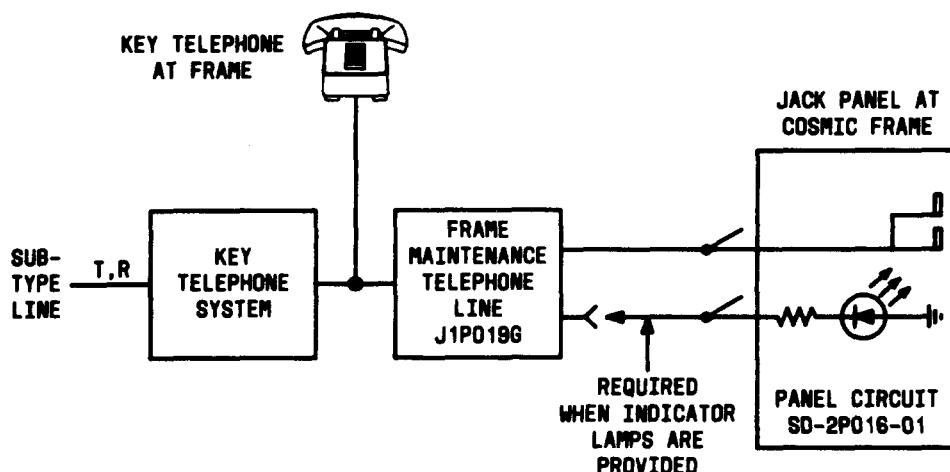 KEY TELEPHONE
AT FRAME
JACK PANEL AT
COSMIC FRAME
SUB-
TYPE
LINE
T,R
KEY
TELEPHONE
SYSTEM
FRAME
MAINTENANCE
TELEPHONE
LINE
J1P019G
REQUIRED
WHEN INDICATOR
LAMPS ARE
PROVIDED
PANEL CIRCUIT
SD-2P016-01